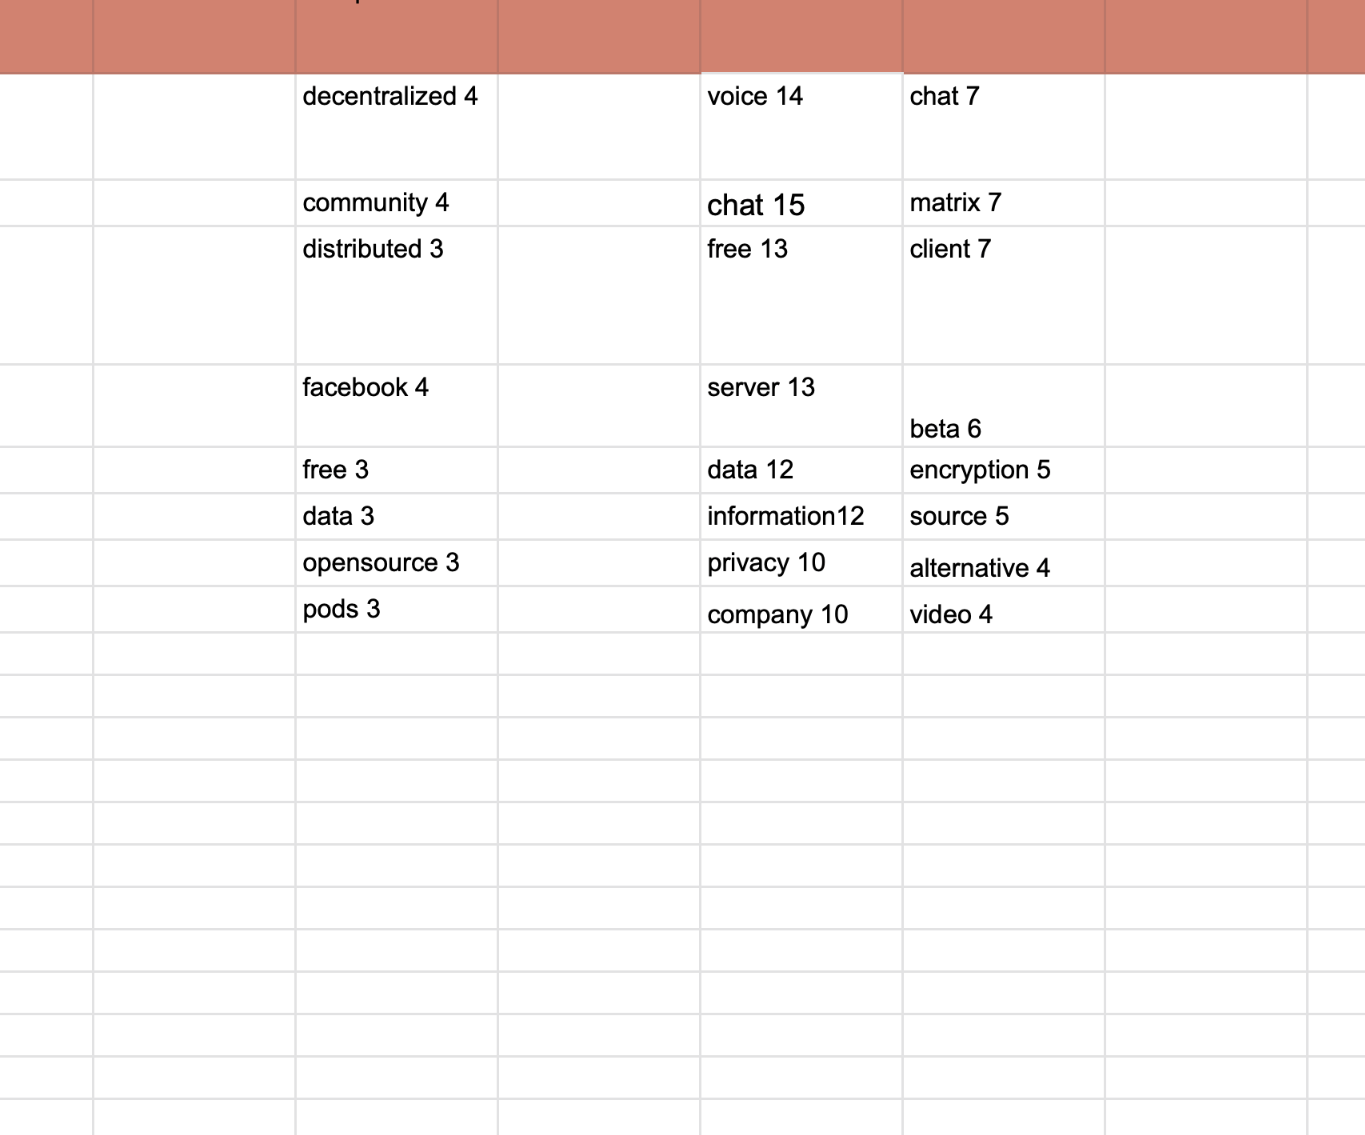 decentralized 4 voice 14 chat 7
community 4 chat 15 matrix 7
distributed 3 free 13 client 7
facebook 4 server 13
beta 6
free 3 data 12 encryption 5
data 3 information12 source 5
opensource 3 privacy 10 alternative 4
pods 3 company 10 video 4